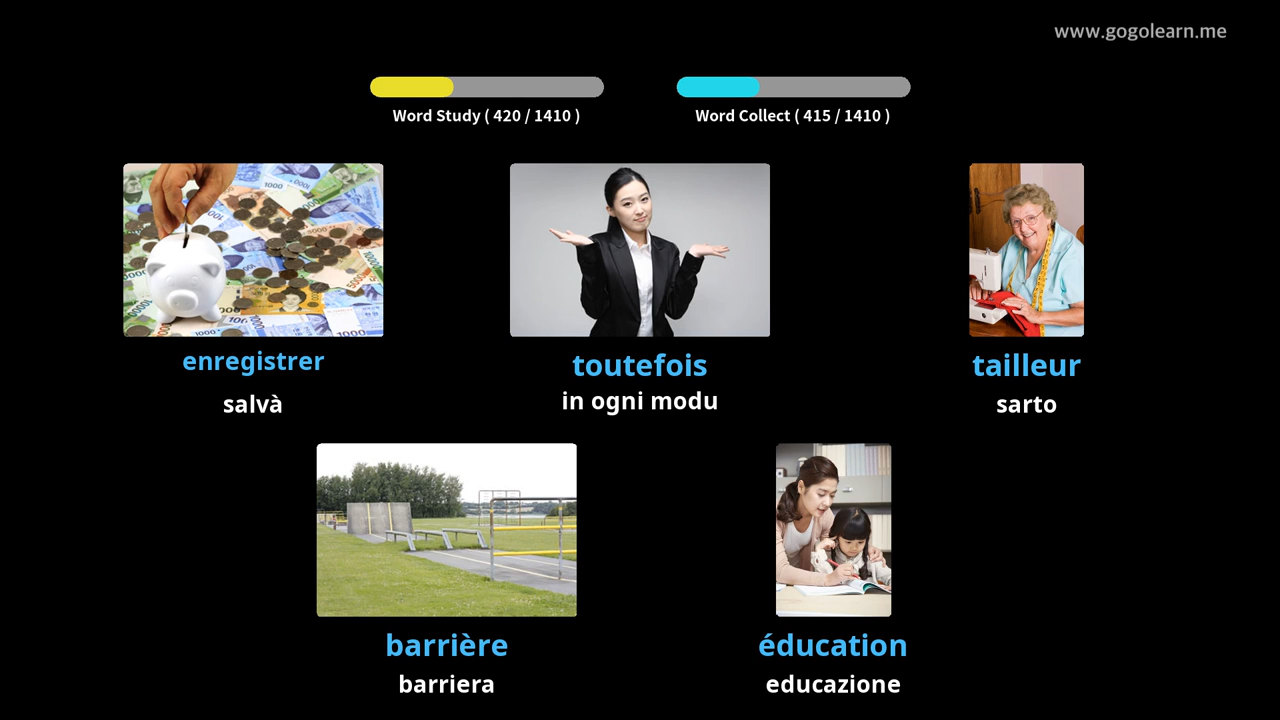 www.gogolearn.me
Word Study ( 420 / 1410 )
Word Collect ( 415 / 1410 )
enregistrer
salvà
toutefois
in ogni modu
tailleur
sarto
barrière
barriera
éducation
educazione